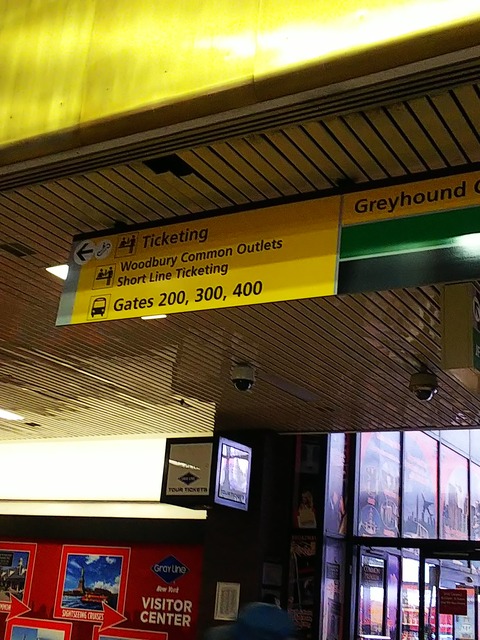 Ticketing
Greyhound
Woodbury Common Outlets
Short Line Ticketing
Gates 200, 300, 400
TOUR TICKETS
GRAY LINE
New York
VISITOR
CENTER
SIGHTSEEING CRUISES